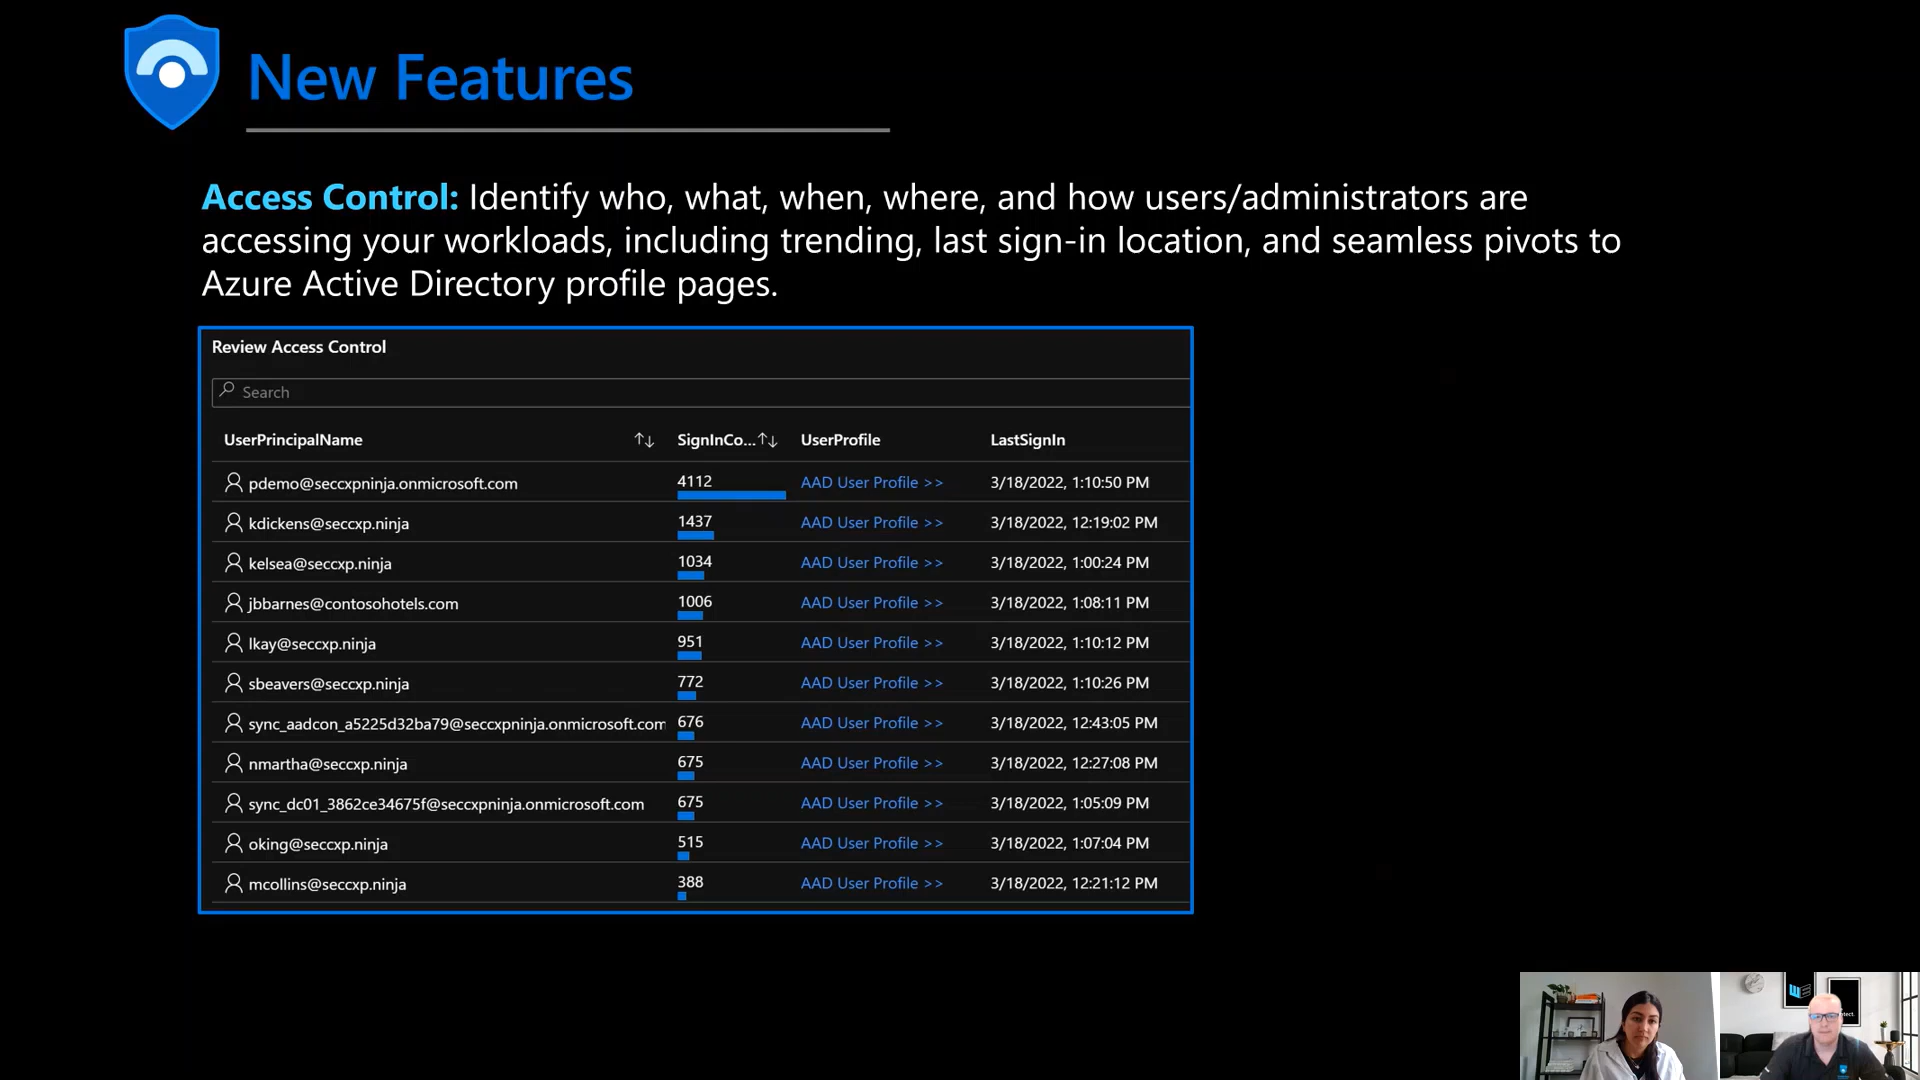 New Features
Access Control: Identify who, what, when, where, and how users/administrators are
accessing your workloads, including trending, last sign-in location, and seamless pivots to
Azure Active Directory profile pages.
Review Access Control
Search
UserPrincipalName SignInCo... UserProfile LastSignIn
pdemo@seccxpninja.onmicrosoft.com 4112 AAD User Profile >> 3/18/2022, 1:10:50 PM
kdickens@seccxp.ninja 1437 AAD User Profile >> 3/18/2022, 12:19:02 PM
kelsea@seccxp.ninja 1034 AAD User Profile >> 3/18/2022, 1:00:24 PM
jbbarnes@contosohotels.com 1006 AAD User Profile >> 3/18/2022, 1:08:11 PM
lkay@seccxp.ninja 951 AAD User Profile >> 3/18/2022, 1:10:12 PM
sbeavers@seccxp.ninja 772 AAD User Profile >> 3/18/2022, 1:10:26 PM
sync_aadcon_a5225d32ba79@seccxpninja.onmicrosoft.com 676 AAD User Profile >> 3/18/2022, 12:43:05 PM
nmartha@seccxp.ninja 675 AAD User Profile >> 3/18/2022, 12:27:08 PM
sync_dc01_3862ce34675f@seccxpninja.onmicrosoft.com 675 AAD User Profile >> 3/18/2022, 1:05:09 PM
oking@seccxp.ninja 515 AAD User Profile >> 3/18/2022, 1:07:04 PM
mcollins@seccxp.ninja 388 AAD User Profile >> 3/18/2022, 12:21:12 PM